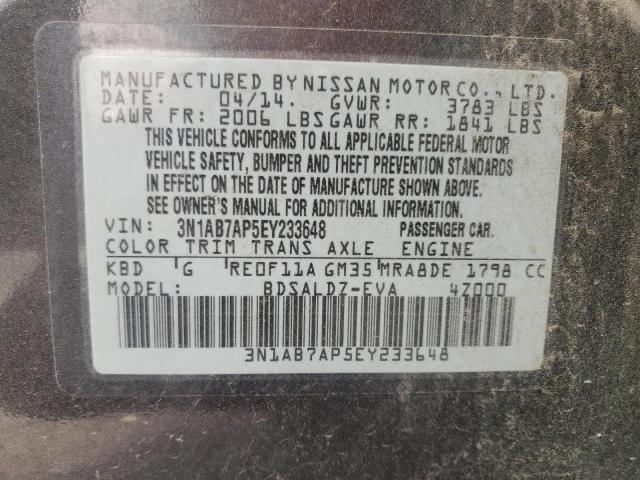 MANUFACTURED BY NISSAN MOTOR CO., LTD.
DATE: 04/14. GVWR: 3783 LBS
GAWR FR: 2006 LBS GAWR RR: 1841 LBS
THIS VEHICLE CONFORMS TO ALL APPLICABLE FEDERAL MOTOR
VEHICLE SAFETY, BUMPER AND THEFT PREVENTION STANDARDS
IN EFFECT ON THE DATE OF MANUFACTURE SHOWN ABOVE.
SEE OWNER'S MANUAL FOR ADDITIONAL INFORMATION.
VIN: 3N1AB7AP5EY233648 PASSENGER CAR.
COLOR TRIM TRANS AXLE ENGINE
KBD G RE0F11A GM35 MRA8DE 1798 CC
MODEL: BDSALDZ-EVA 4Z000
3N1AB7AP5EY233648